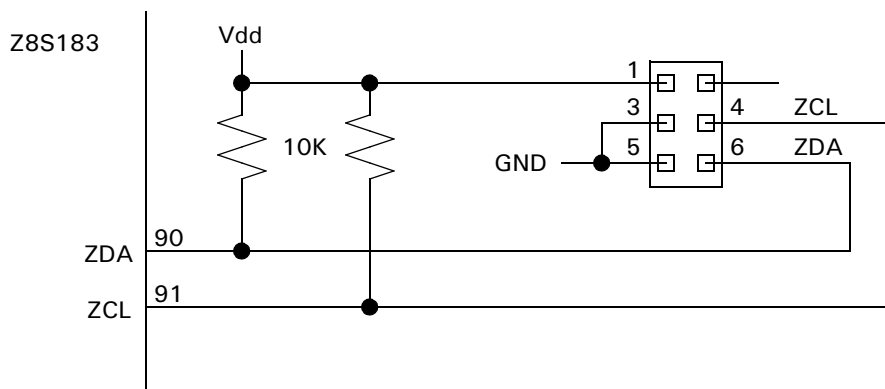 Z8S183
Vdd
1
3 4 ZCL
10K
GND 5 6 ZDA
90
ZDA
91
ZCL